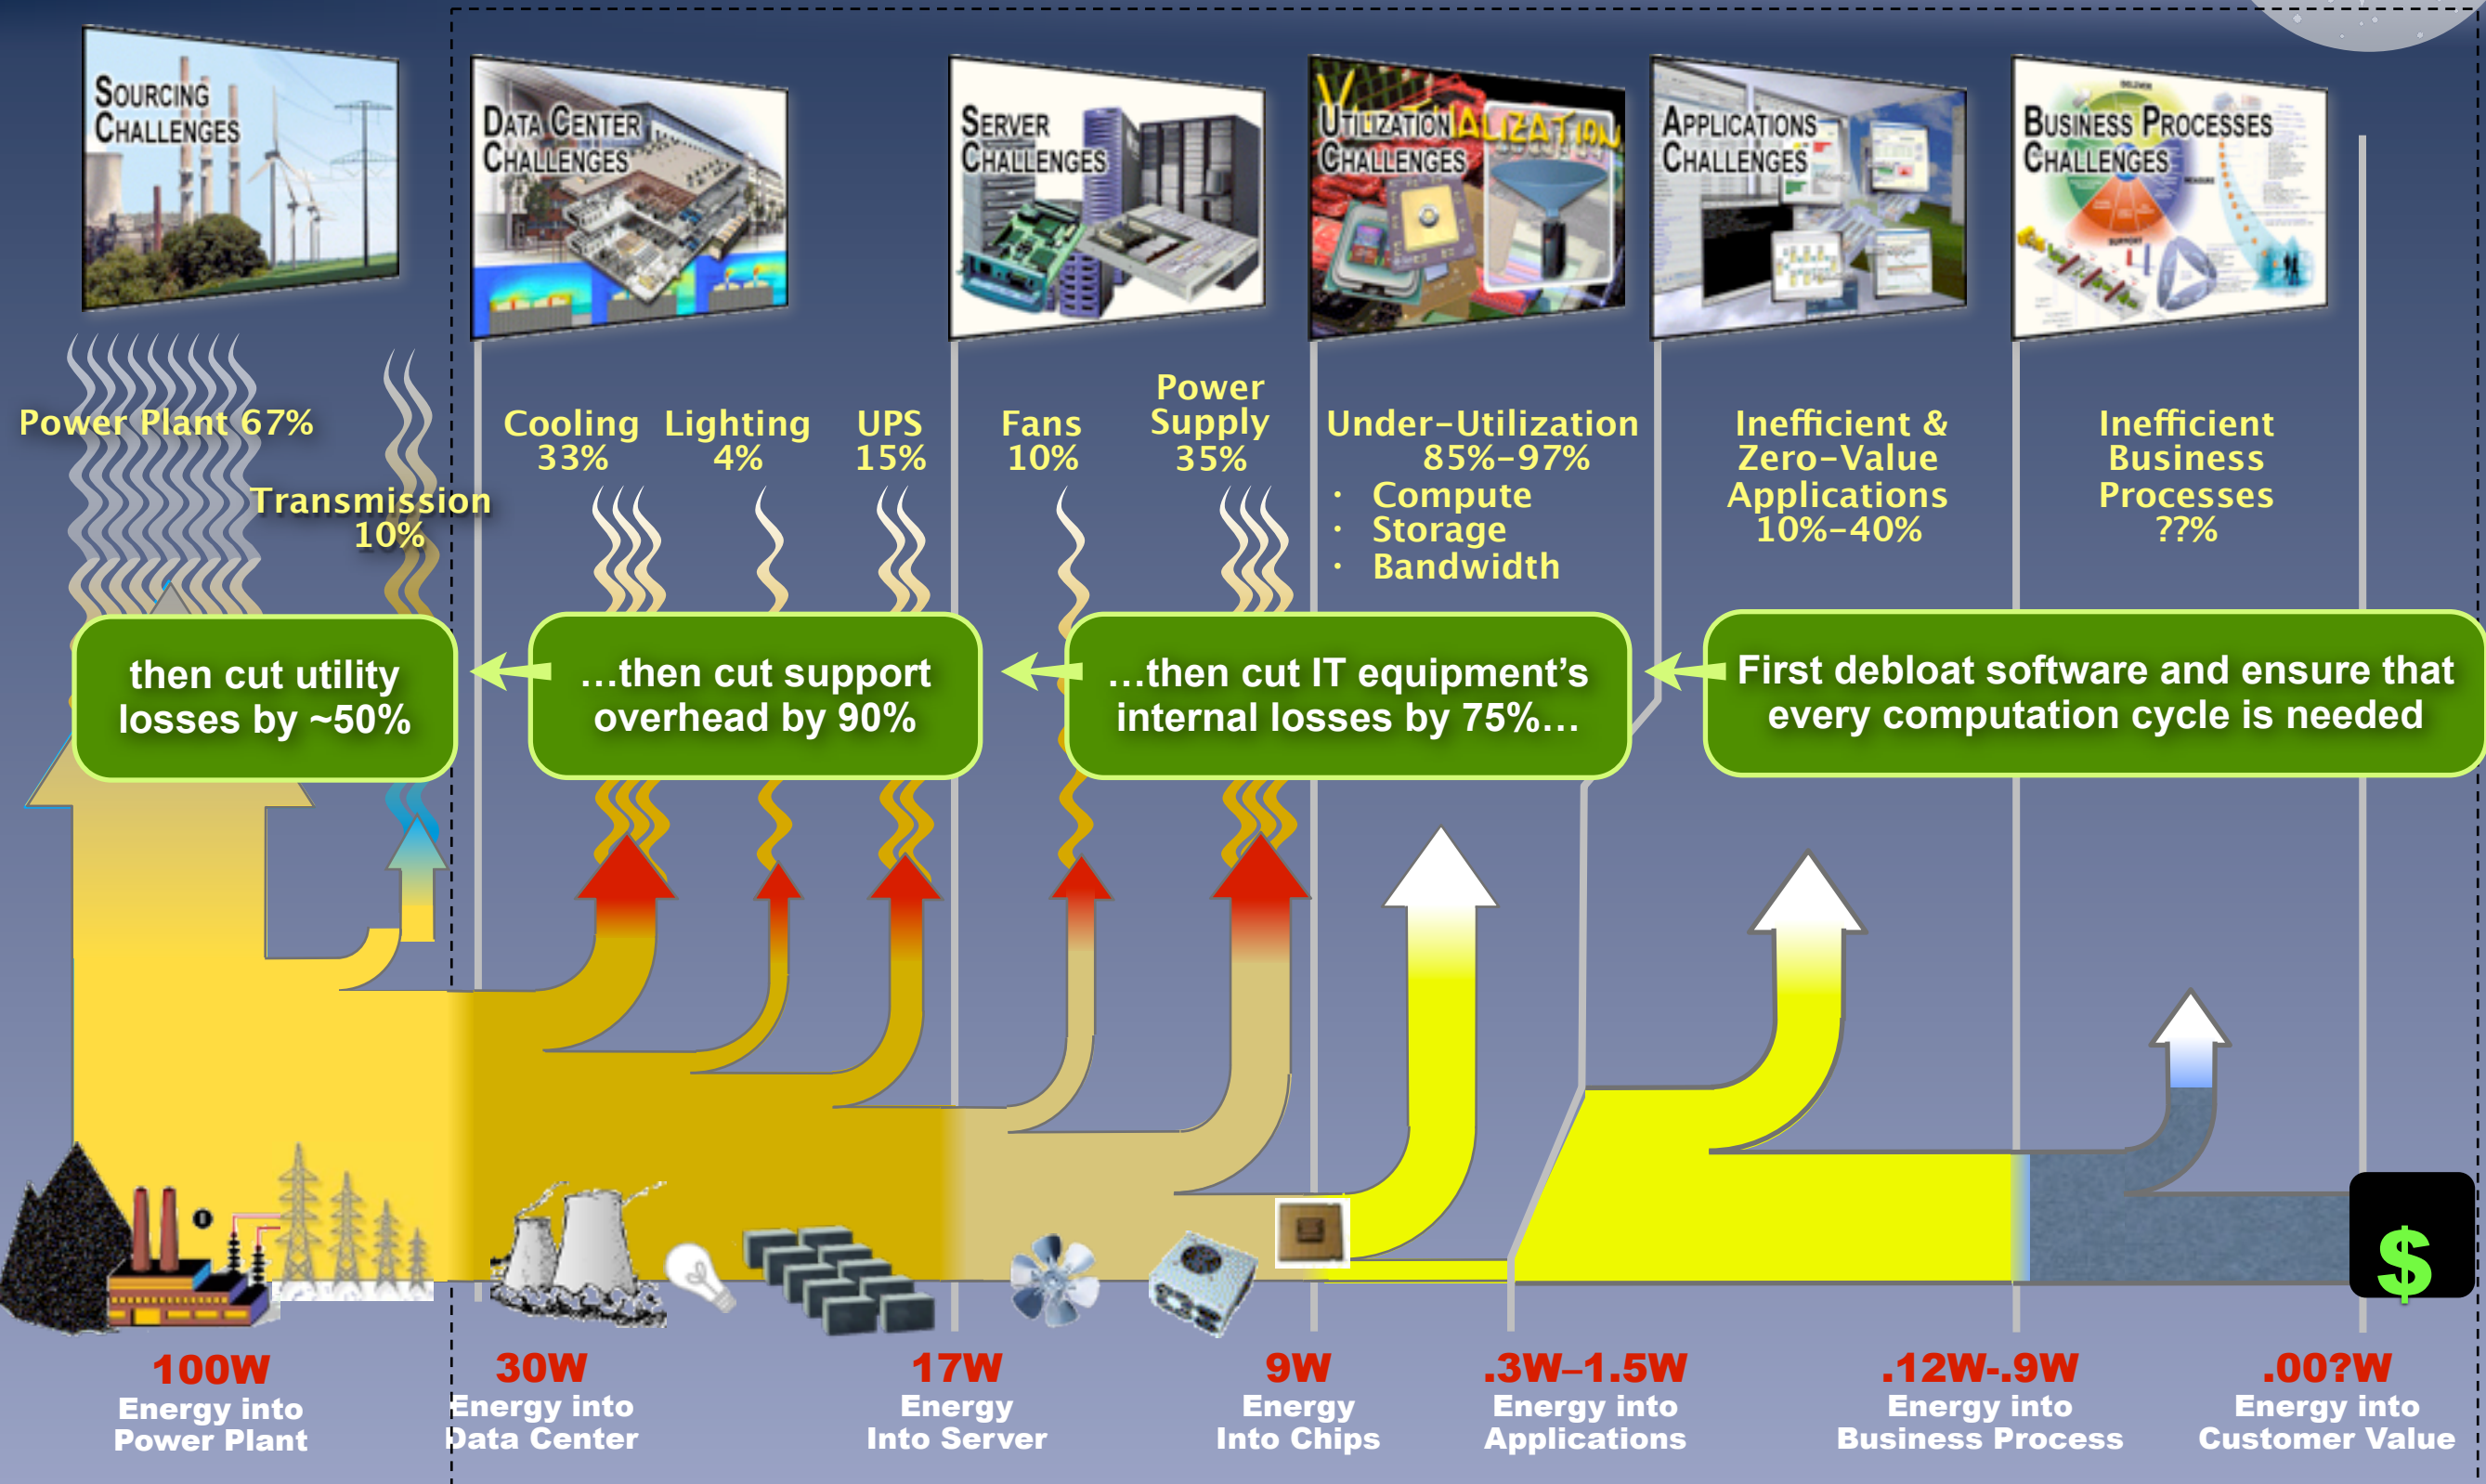 SOURCING
CHALLENGES
DATA CENTER
CHALLENGES
SERVER
CHALLENGES
VIRTUALIZATION
UTILIZATION
CHALLENGES
APPLICATIONS
CHALLENGES
BUSINESS PROCESSES
CHALLENGES
DELIVER
MEASURE
SUPPORT
Power Plant 67%
Transmission
10%
Cooling
33%
Lighting
4%
UPS
15%
Fans
10%
Power
Supply
35%
Under-Utilization
85%-97%
· Compute
· Storage
· Bandwidth
Inefficient &
Zero-Value
Applications
10%-40%
Inefficient
Business
Processes
??%
then cut utility
losses by ~50%
…then cut support
overhead by 90%
…then cut IT equipment’s
internal losses by 75%…
First debloat software and ensure that
every computation cycle is needed
$
100W
Energy into
Power Plant
30W
Energy into
Data Center
17W
Energy
Into Server
9W
Energy
Into Chips
.3W–1.5W
Energy into
Applications
.12W-.9W
Energy into
Business Process
.00?W
Energy into
Customer Value